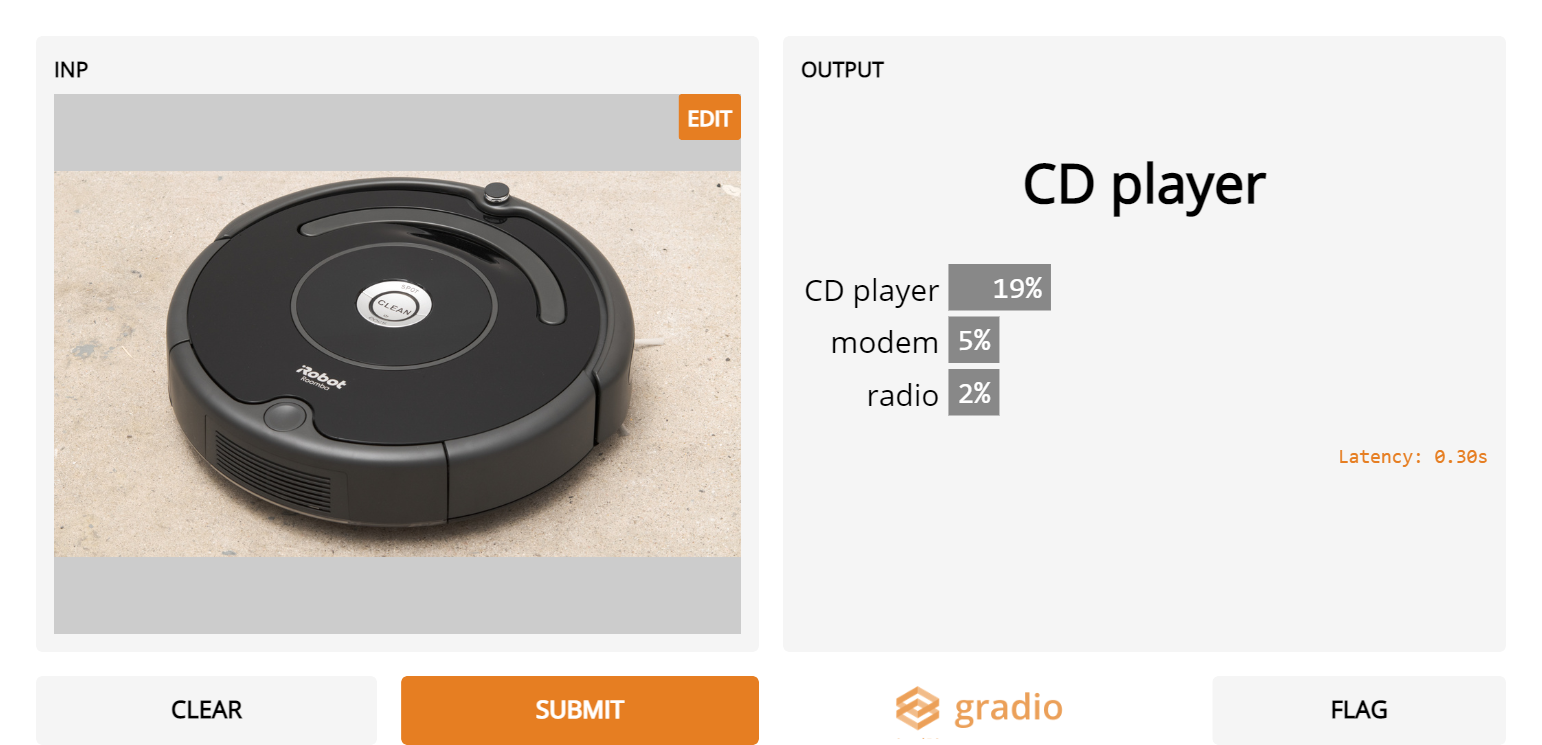 INP
EDIT
SPOT
CLEAN
iRobot
Roomba
OUTPUT
CD player
CD player 19%
modem 5%
radio 2%
Latency: 0.30s
CLEAR
SUBMIT
gradio
FLAG